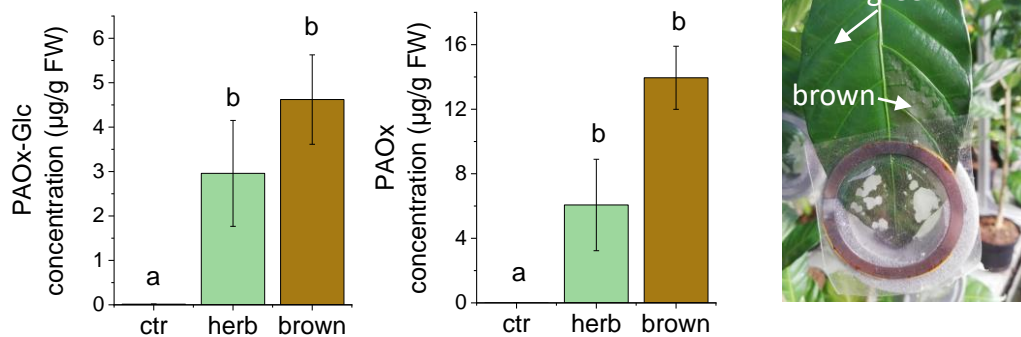 PAOx-Glc
concentration (µg/g FW)
6
5
4
3
2
1
0
a
b
b
ctr herb brown
PAOx
concentration (µg/g FW)
16
12
8
4
0
a
b
b
ctr herb brown
brown